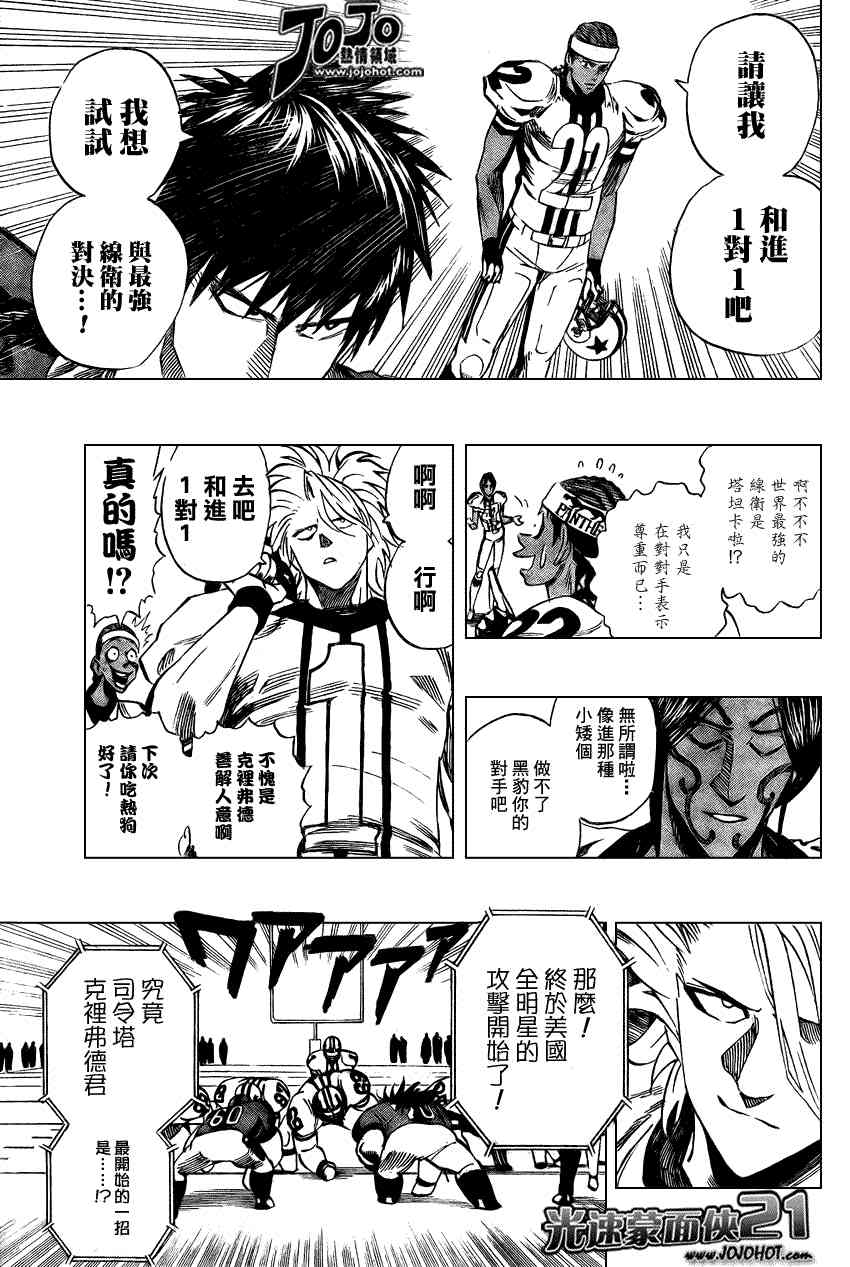 JOJO
熱情領域
www.jojohot.com
請讓我
和進
1對1吧
22
我想
試試
與最強
線衛的
對決…！
啊不不不
世界最強的
線衛是
塔坦卡啦!?
我只是
在對對手表示
尊重而已…
PANTHE
啊啊
行啊
去吧
和進
1對1
真的嗎!?
不愧是
克裡弗德
善解人意啊
下次
請你吃熱狗
好了！
無所謂啦…
像進那種
小矮個
做不了
黑豹你的
對手吧
ワアアアア
那麼！
終於美國
全明星的
攻擊開始了！
究竟
司令塔
克裡弗德君
最開始的一招
是……!?
60
光速蒙面俠21
www.JOJOHOT.com